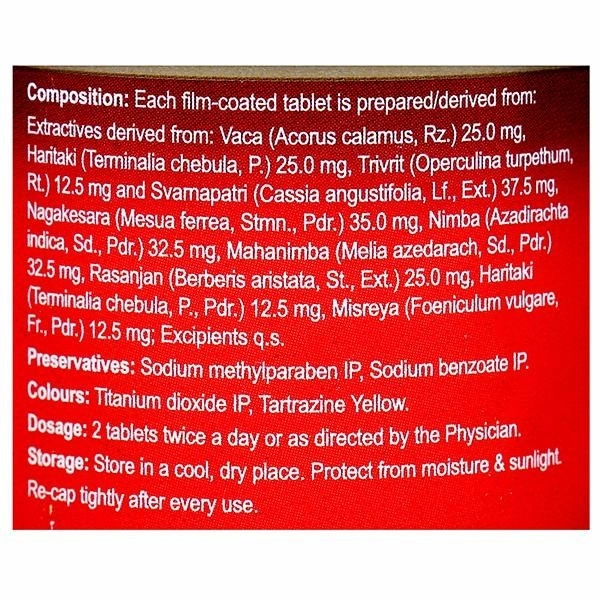 Composition: Each film-coated tablet is prepared/derived from:
Extractives derived from: Vaca (Acorus calamus, Rz.) 25.0 mg,
Haritaki (Terminalia chebula, P.) 25.0 mg, Trivrit (Operculina turpethum,
Rt.) 12.5 mg and Svarnapatri (Cassia angustifolia, Lf., Ext.) 37.5 mg,
Nagakesara (Mesua ferrea, Stmn., Pdr.) 35.0 mg, Nimba (Azadirachta
indica, Sd., Pdr.) 32.5 mg, Mahanimba (Melia azedarach, Sd., Pdr.)
32.5 mg, Rasanjan (Berberis aristata, St., Ext.) 25.0 mg, Haritaki
(Terminalia chebula, P., Pdr.) 12.5 mg, Misreya (Foeniculum vulgare,
Fr., Pdr.) 12.5 mg; Excipients q.s.
Preservatives: Sodium methylparaben IP, Sodium benzoate IP.
Colours: Titanium dioxide IP, Tartrazine Yellow.
Dosage: 2 tablets twice a day or as directed by the Physician.
Storage: Store in a cool, dry place. Protect from moisture & sunlight.
Re-cap tightly after every use.